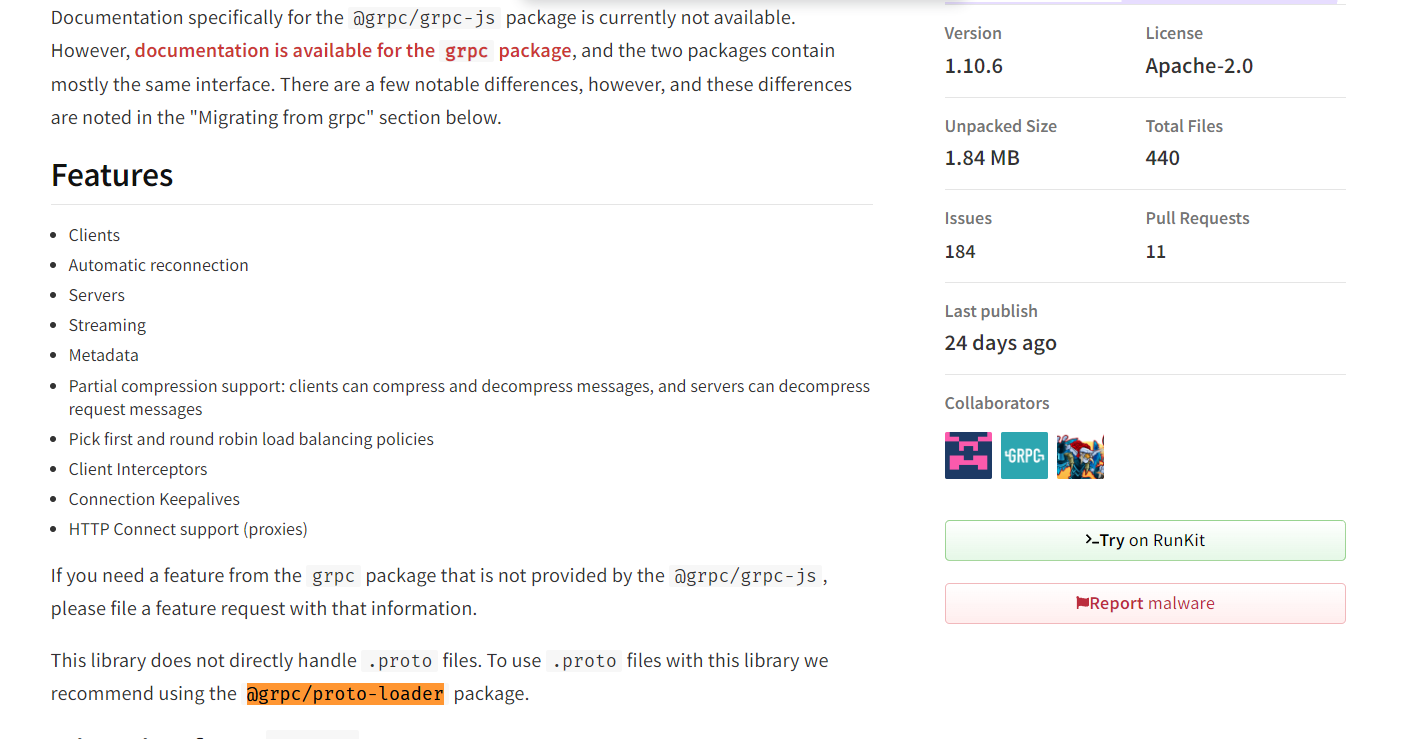 Documentation specifically for the @grpc/grpc-js package is currently not available.
However, documentation is available for the grpc package, and the two packages contain
mostly the same interface. There are a few notable differences, however, and these differences
are noted in the "Migrating from grpc" section below.
Features
Clients
Automatic reconnection
Servers
Streaming
Metadata
Partial compression support: clients can compress and decompress messages, and servers can decompress
request messages
Pick first and round robin load balancing policies
Client Interceptors
Connection Keepalives
HTTP Connect support (proxies)
If you need a feature from the grpc package that is not provided by the @grpc/grpc-js,
please file a feature request with that information.
This library does not directly handle .proto files. To use .proto files with this library we
recommend using the @grpc/proto-loader package.
Version
License
1.10.6
Apache-2.0
Unpacked Size
Total Files
1.84 MB
440
Issues
Pull Requests
184
11
Last publish
24 days ago
Collaborators
GRPC
Try on RunKit
Report malware